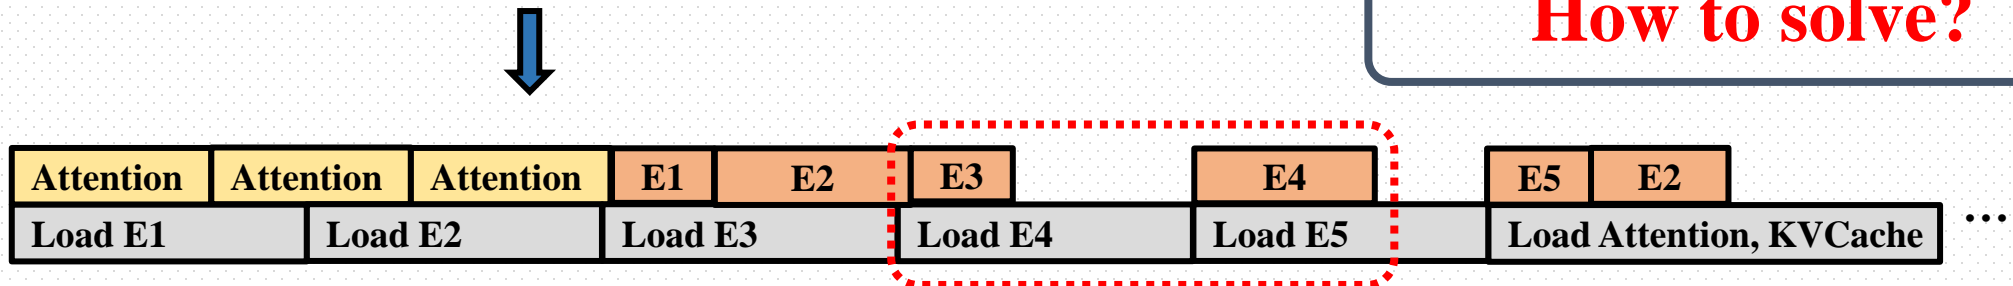 How to solve?
Attention Attention Attention E1 E2 E3 E4 E5 E2
Load E1 Load E2 Load E3 Load E4 Load E5 Load Attention, KVCache ...